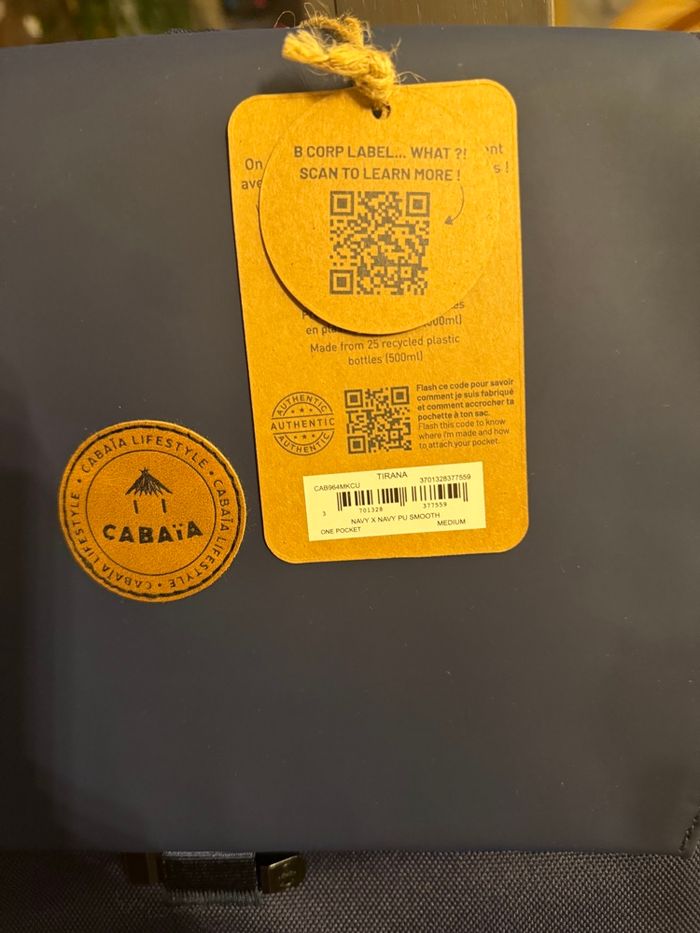 B CORP LABEL... WHAT ?!
SCAN TO LEARN MORE !
On
s !
en
(500ml)
Made from 25 recycled plastic
bottles (500ml)
AUTHENTIC
AUTHENTIC
AUTHENTIC
Flash ce code pour savoir
comment je suis fabriqué
et comment accrocher ta
pochette à ton sac.
Flash this code to know
where I'm made and how
to attach your pocket.
TIRANA
CAB964MKCU
3701328377559
3 701328 377559
NAVY X NAVY PU SMOOTH
ONE POCKET
MEDIUM
CABAÏA LIFESTYLE • CABAÏA LIFESTYLE • CABAÏA LIFESTYLE •
CABAïA